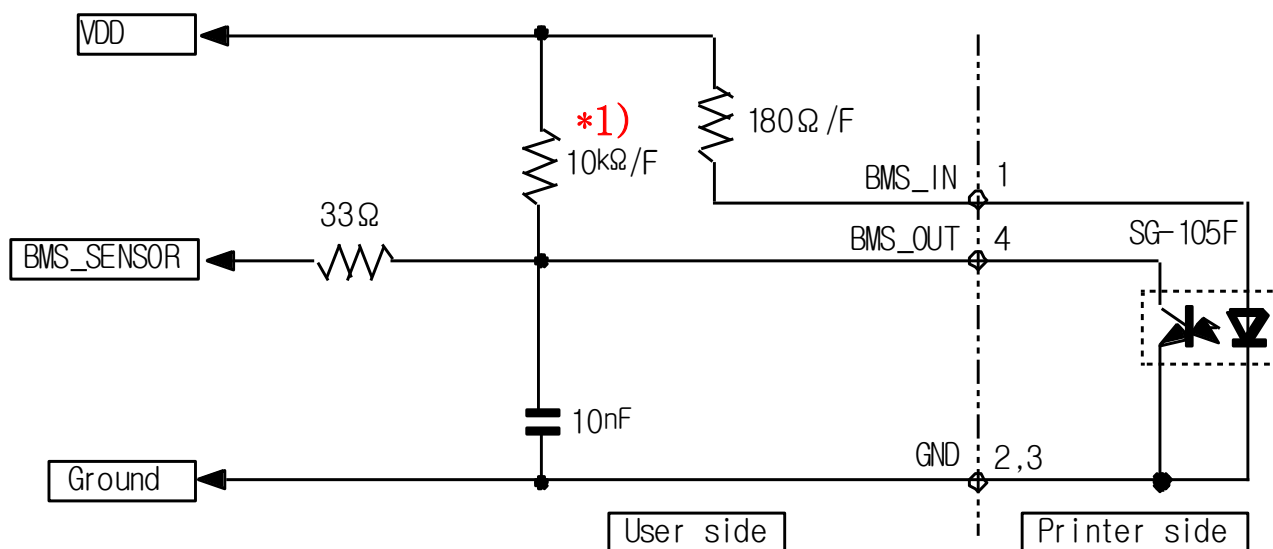 VDD
*1)
10kΩ/F
180Ω/F
BMS_IN 1
33Ω
BMS_OUT 4
SG-105F
BMS_SENSOR
10nF
GND 2,3
Ground
User side
Printer side